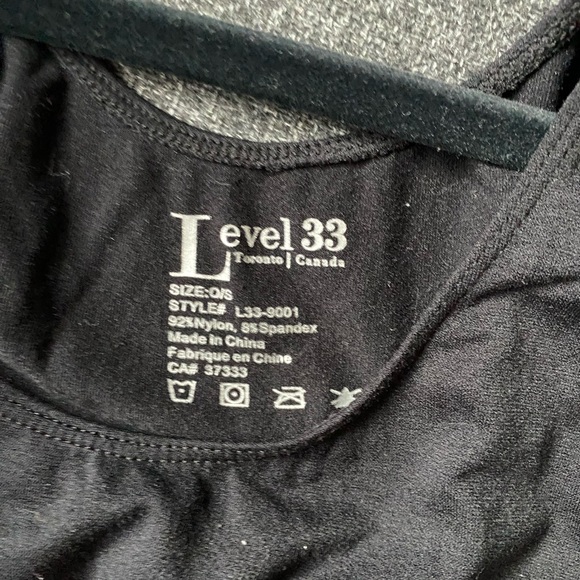 Level 33
Toronto | Canada
SIZE:O/S
STYLE# L33-9001
92%Nylon, 8%Spandex
Made in China
Fabrique en Chine
CA# 37333